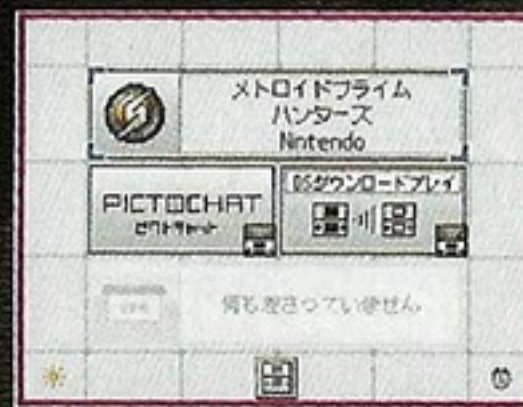 メトロイドプライム
ハンターズ
Nintendo
DSダウンロードプレイ
PICTOCHAT
ピクトチャット
何もささっていません